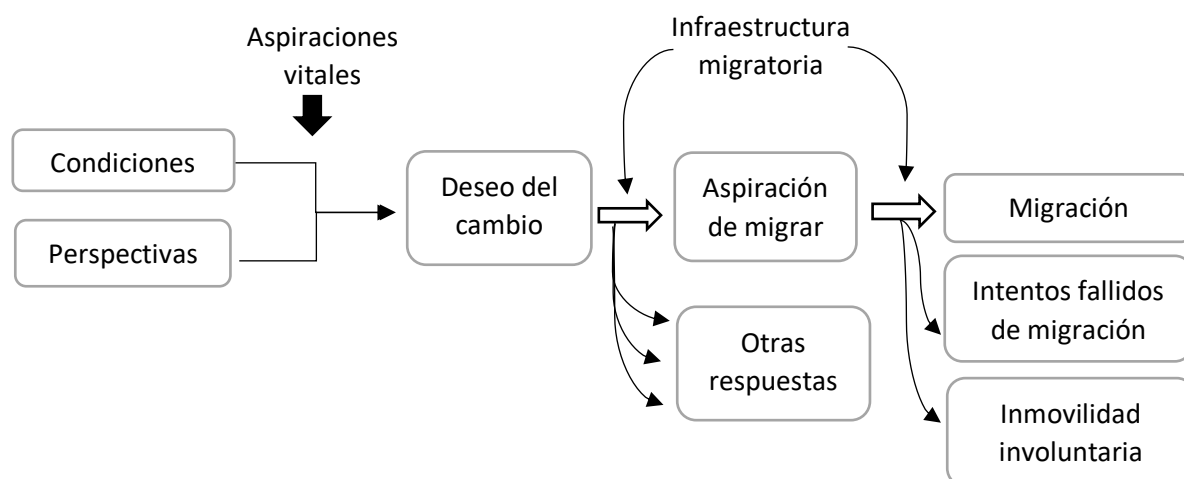 Aspiraciones
vitales
Infraestructura
migratoria
Condiciones
Perspectivas
Deseo del
cambio
Aspiración
de migrar
Otras
respuestas
Migración
Intentos fallidos
de migración
Inmovilidad
involuntaria